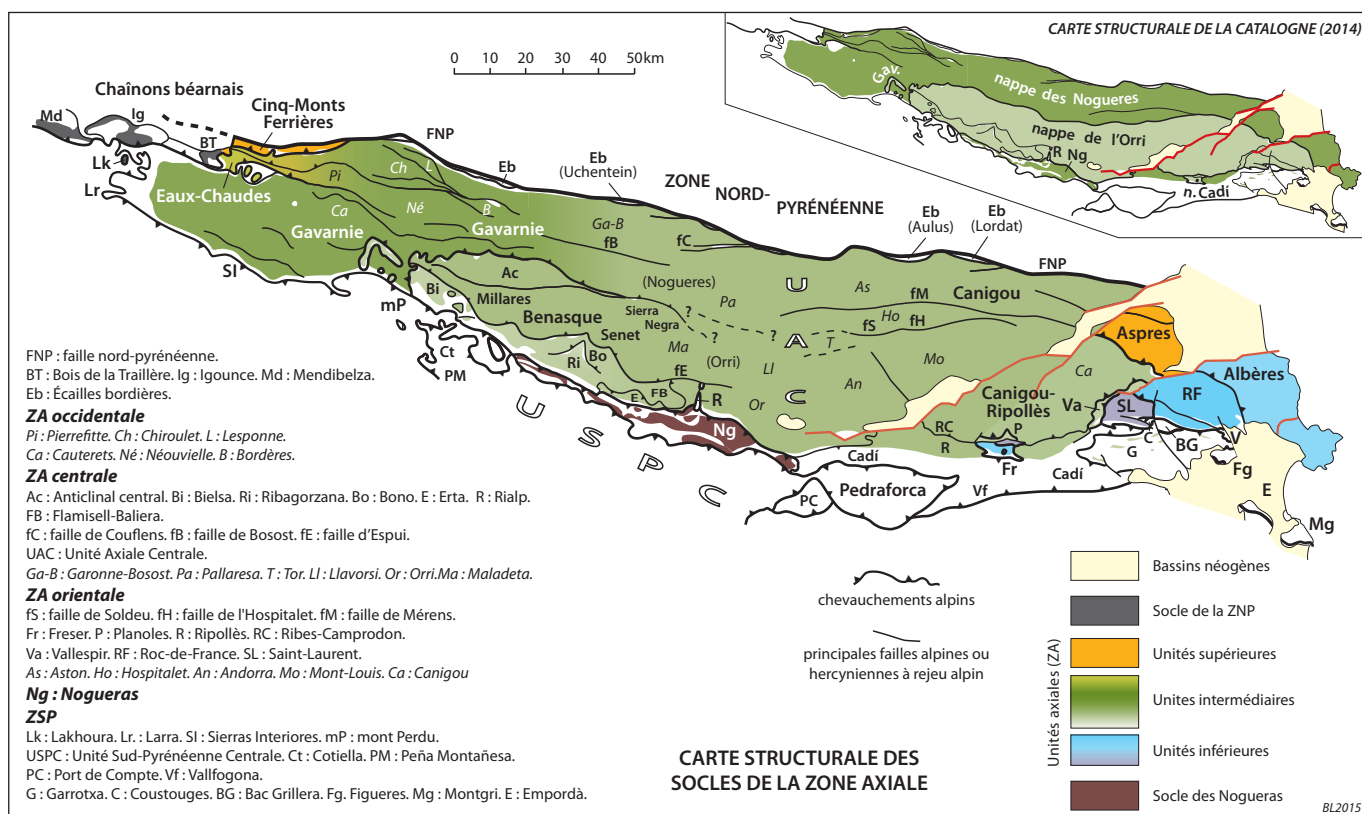 CARTE STRUCTURALE DE LA CATALOGNE (2014)
Gav.
nappe des Nogueres
nappe de l'Orri
R
Ng
n. Cadí
0 10 20 30 40 50 km
Chaînons béarnais
Md
Ig
BT
Lk
Lr
Cinq-Monts
Ferrières
FNP
Eb
Eb
(Uchentein)
ZONE
NORD-
PYRÉNÉENNE
Eb
(Aulus)
Eb
(Lordat)
FNP
Eaux-Chaudes
Pi
Ch
L
Ca
Né
B
Gavarnie
Gavarnie
Ga-B
fB
fC
SI
mP
Bi
Ac
Millares
Benasque
Senet
Sierra
Negra
(Nogueres)
Pa
?
?
?
U
A
C
As
fM
Canigou
Ho
fS
fH
T
Ma
(Orri)
Ll
Mo
An
Or
Ri
Bo
fE
E
FB
R
Ct
PM
Ng
U S P C
Aspres
Ca
Canigou-
Ripollès
Va
SL
RF
Albères
RC
R
P
Fr
C
G
BG
V
Fg
E
Mg
Cadí
Cadí
PC
Pedraforca
Vf
FNP : faille nord-pyrénéenne.
BT : Bois de la Traillère. Ig : Igounce. Md : Mendibelza.
Eb : Écailles bordières.
ZA occidentale
Pi : Pierrefitte. Ch : Chiroulet. L : Lesponne.
Ca : Cauterets. Né : Néouvielle. B : Bordères.
ZA centrale
Ac : Anticlinal central. Bi : Bielsa. Ri : Ribagorzana. Bo : Bono. E : Erta. R : Rialp.
FB : Flamisell-Baliera.
fC : faille de Couflens. fB : faille de Bosost. fE : faille d'Espui.
UAC : Unité Axiale Centrale.
Ga-B : Garonne-Bosost. Pa : Pallaresa. T : Tor. Ll : Llavorsi. Or : Orri.Ma : Maladeta.
ZA orientale
fS : faille de Soldeu. fH : faille de l'Hospitalet. fM : faille de Mérens.
Fr : Freser. P : Planoles. R : Ripollès. RC : Ribes-Camprodon.
Va : Vallespir. RF : Roc-de-France. SL : Saint-Laurent.
As : Aston. Ho : Hospitalet. An : Andorra. Mo : Mont-Louis. Ca : Canigou
Ng : Nogueras
ZSP
Lk : Lakhoura. Lr. : Larra. SI : Sierras Interiores. mP : mont Perdu.
USPC : Unité Sud-Pyrénéenne Centrale. Ct : Cotiella. PM : Peña Montañesa.
PC : Port de Compte. Vf : Vallfogona.
G : Garrotxa. C : Coustouges. BG : Bac Grillera. Fg. Figueres. Mg : Montgri. E : Empordà.
chevauchements alpins
principales failles alpines ou
hercyniennes à rejeu alpin
CARTE STRUCTURALE DES
SOCLES DE LA ZONE AXIALE
Bassins néogènes
Socle de la ZNP
Unités axiales (ZA)
Unités supérieures
Unites intermédiaires
Unités inférieures
Socle des Nogueras
BL2015